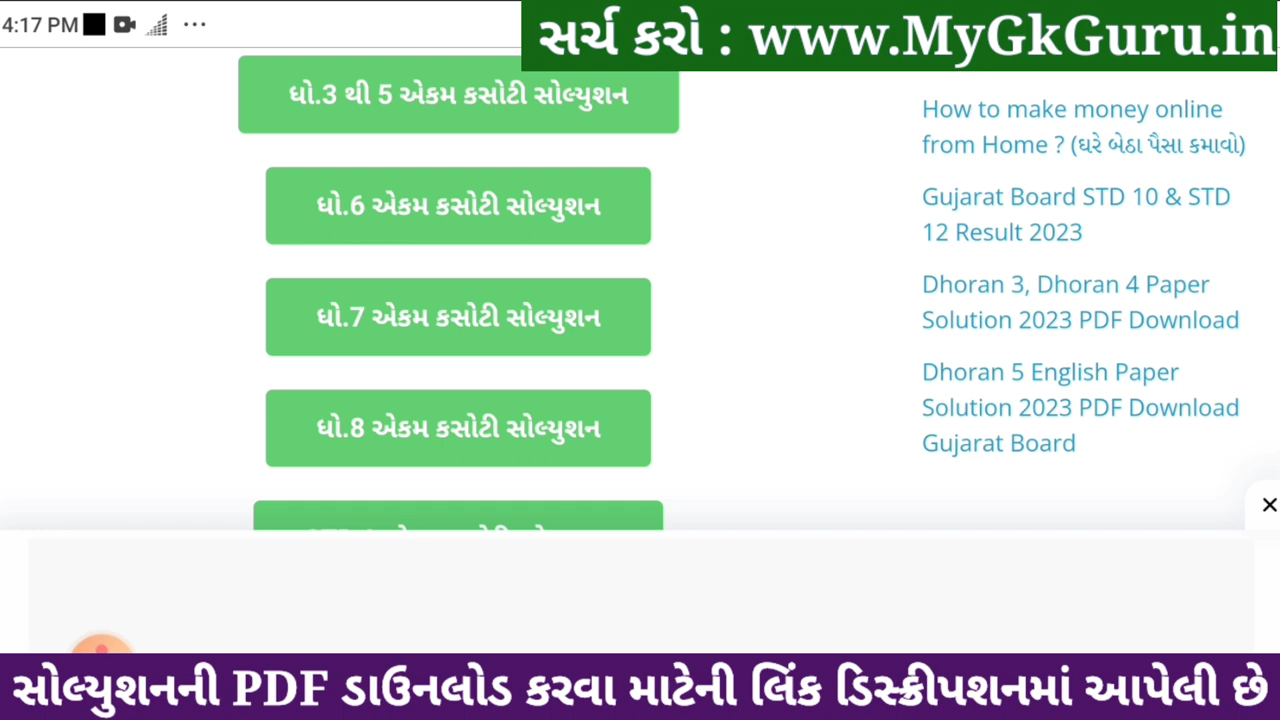 4:17 PM
સર્ચ કરો : www.MyGkGuru.in
ધો.3 થી 5 એકમ કસોટી સોલ્યુશન
ધો.6 એકમ કસોટી સોલ્યુશન
ધો.7 એકમ કસોટી સોલ્યુશન
ધો.8 એકમ કસોટી સોલ્યુશન
How to make money online
from Home ? (ઘરે બેઠા પૈસા કમાવો)
Gujarat Board STD 10 & STD
12 Result 2023
Dhoran 3, Dhoran 4 Paper
Solution 2023 PDF Download
Dhoran 5 English Paper
Solution 2023 PDF Download
Gujarat Board
સોલ્યુશનની PDF ડાઉનલોડ કરવા માટેની લિંક ડિસ્ક્રીપશનમાં આપેલી છે